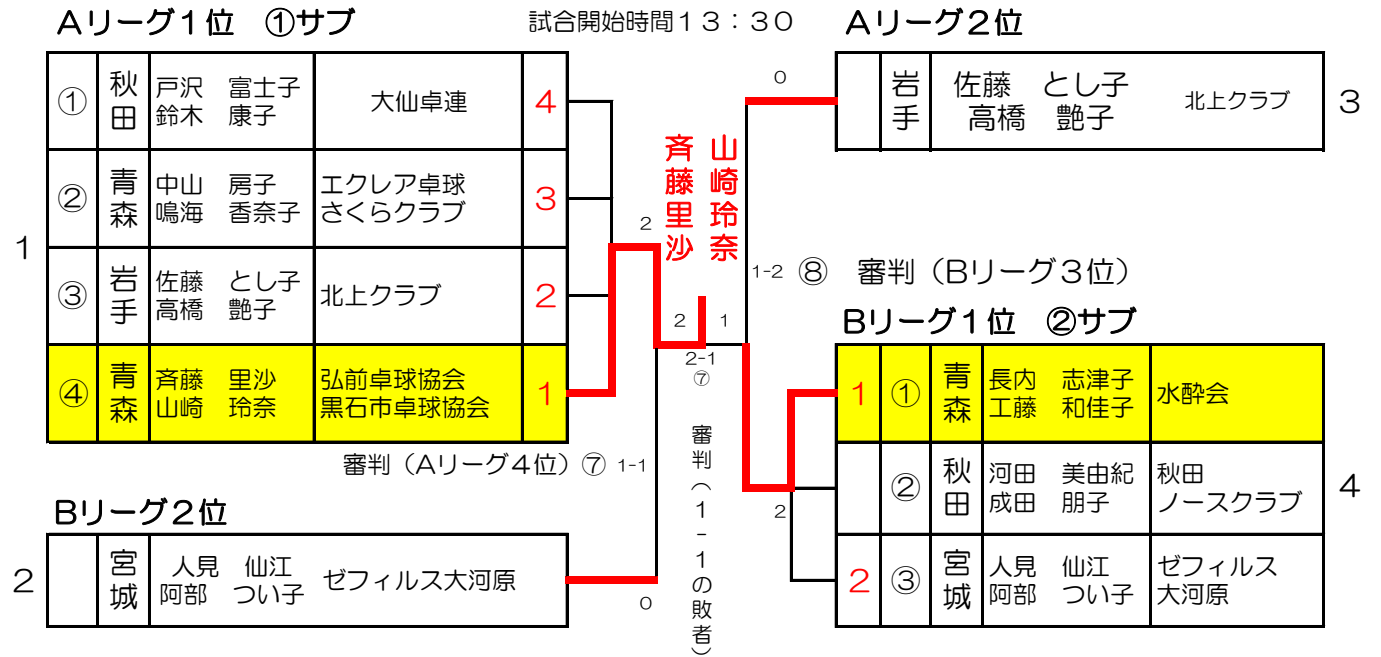 Aリーグ1位　①サブ
試合開始時間13：30
Aリーグ2位
1
① 秋田 戸沢　富士子 大仙卓連 4
鈴木　康子
② 青森 中山　房子 エクレア卓球 3
鳴海　香奈子 さくらクラブ
③ 岩手 佐藤　とし子 北上クラブ 2
高橋　艶子
④ 青森 斉藤　里沙 弘前卓球協会 1
山崎　玲奈 黒石市卓球協会
審判（Aリーグ4位）⑦ 1-1
Bリーグ2位
2
宮城 人見　仙江 ゼフィルス大河原
阿部　つい子
2
0
山崎玲奈
斉藤里沙
2 1
2-1
⑦
審判（1-1の敗者）
0
岩手 佐藤　とし子 北上クラブ 3
高橋　艶子
1-2 ⑧　審判（Bリーグ3位）
Bリーグ1位　②サブ
1 ① 青森 長内　志津子 水酔会
工藤　和佳子
② 秋田 河田　美由紀 秋田
成田　朋子 ノースクラブ
2 ③ 宮城 人見　仙江 ゼフィルス
阿部　つい子 大河原
2
4